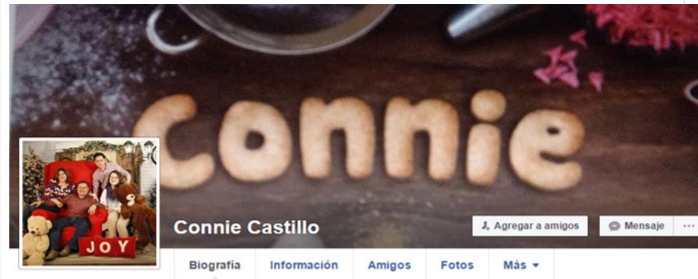 Connie
JOY
Connie Castillo
Agregar a amigos
Mensaje
Biografía
Información
Amigos
Fotos
Más